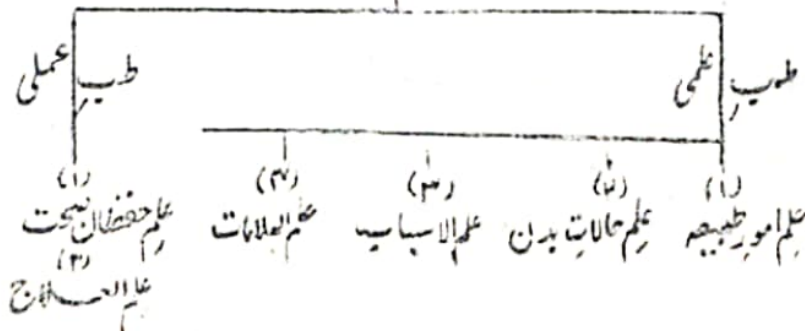 طبِ علمی
طبِ عملی
(۱) علم امور طبیعہ
(۲) علم حالاتِ بدن
(۳) علم الاسباب
(۴) علم العلامات
(۱) علم حفظان صحت
(۲) علم العلاج